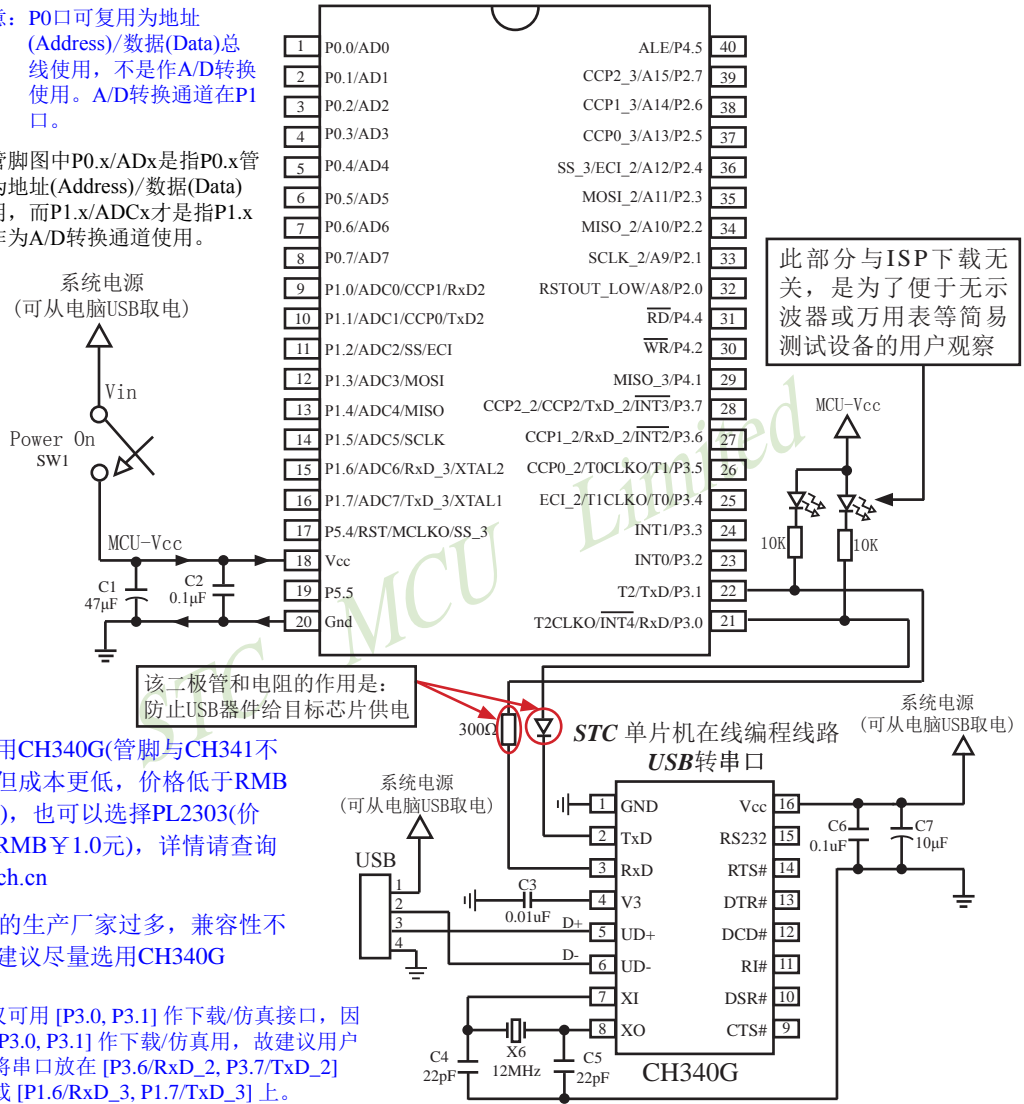 意：P0口可复用为地址
(Address)/数据(Data)总
线使用，不是作A/D转换
使用。A/D转换通道在P1
口。
管脚图中P0.x/ADx是指P0.x管
为地址(Address)/数据(Data)
用，而P1.x/ADCx才是指P1.x
作为A/D转换通道使用。
系统电源
(可从电脑USB取电)
Vin
Power On
SW1
MCU-Vcc
C1
47μF
C2
0.1μF
1 P0.0/AD0
2 P0.1/AD1
3 P0.2/AD2
4 P0.3/AD3
5 P0.4/AD4
6 P0.5/AD5
7 P0.6/AD6
8 P0.7/AD7
9 P1.0/ADC0/CCP1/RxD2
10 P1.1/ADC1/CCP0/TxD2
11 P1.2/ADC2/SS/ECI
12 P1.3/ADC3/MOSI
13 P1.4/ADC4/MISO
14 P1.5/ADC5/SCLK
15 P1.6/ADC6/RxD_3/XTAL2
16 P1.7/ADC7/TxD_3/XTAL1
17 P5.4/RST/MCLKO/SS_3
18 Vcc
19 P5.5
20 Gnd
ALE/P4.5 40
CCP2_3/A15/P2.7 39
CCP1_3/A14/P2.6 38
CCP0_3/A13/P2.5 37
SS_3/ECI_2/A12/P2.4 36
MOSI_2/A11/P2.3 35
MISO_2/A10/P2.2 34
SCLK_2/A9/P2.1 33
RSTOUT_LOW/A8/P2.0 32
RD/P4.4 31
WR/P4.2 30
MISO_3/P4.1 29
CCP2_2/CCP2/TxD_2/INT3/P3.7 28
CCP1_2/RxD_2/INT2/P3.6 27
CCP0_2/T0CLKO/T1/P3.5 26
ECI_2/T1CLKO/T0/P3.4 25
INT1/P3.3 24
INT0/P3.2 23
T2/TxD/P3.1 22
T2CLKO/INT4/RxD/P3.0 21
STC MCU Limited
此部分与ISP下载无
关，是为了便于无示
波器或万用表等简易
测试设备的用户观察
MCU-Vcc
10K
10K
该二极管和电阻的作用是：
防止USB器件给目标芯片供电
300Ω
STC 单片机在线编程线路
USB转串口
系统电源
(可从电脑USB取电)
用CH340G(管脚与CH341不
但成本更低，价格低于RMB
)，也可以选择PL2303(价
RMB￥1.0元)，详情请查询
ch.cn
的生产厂家过多，兼容性不
建议尽量选用CH340G
又可用 [P3.0, P3.1] 作下载/仿真接口，因
P3.0, P3.1] 作下载/仿真用，故建议用户
将串口放在 [P3.6/RxD_2, P3.7/TxD_2]
或 [P1.6/RxD_3, P1.7/TxD_3] 上。
系统电源
(可从电脑USB取电)
USB
1
2
3
4
C3
0.01uF
D+
D-
C4
22pF
X6
12MHz
C5
22pF
1 GND
2 TxD
3 RxD
4 V3
5 UD+
6 UD-
7 XI
8 XO
Vcc 16
RS232 15
RTS# 14
DTR# 13
DCD# 12
RI# 11
DSR# 10
CTS# 9
CH340G
C6
0.1uF
C7
10μF